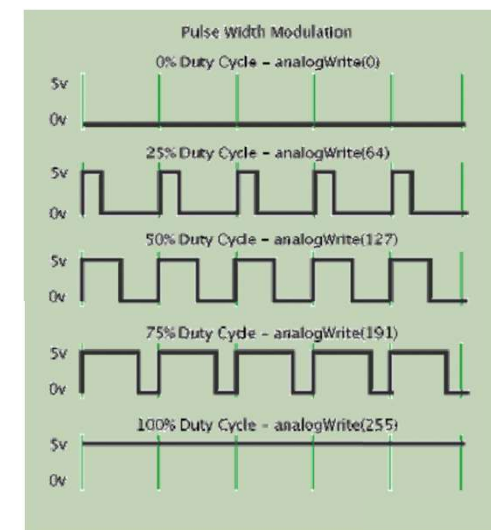 Pulse Width Modulation
0% Duty Cycle – analogWrite(0)
5v
0v
25% Duty Cycle – analogWrite(64)
5v
0v
50% Duty Cycle – analogWrite(127)
5v
0v
75% Duty Cycle – analogWrite(191)
5v
0v
100% Duty Cycle – analogWrite(255)
5v
0v